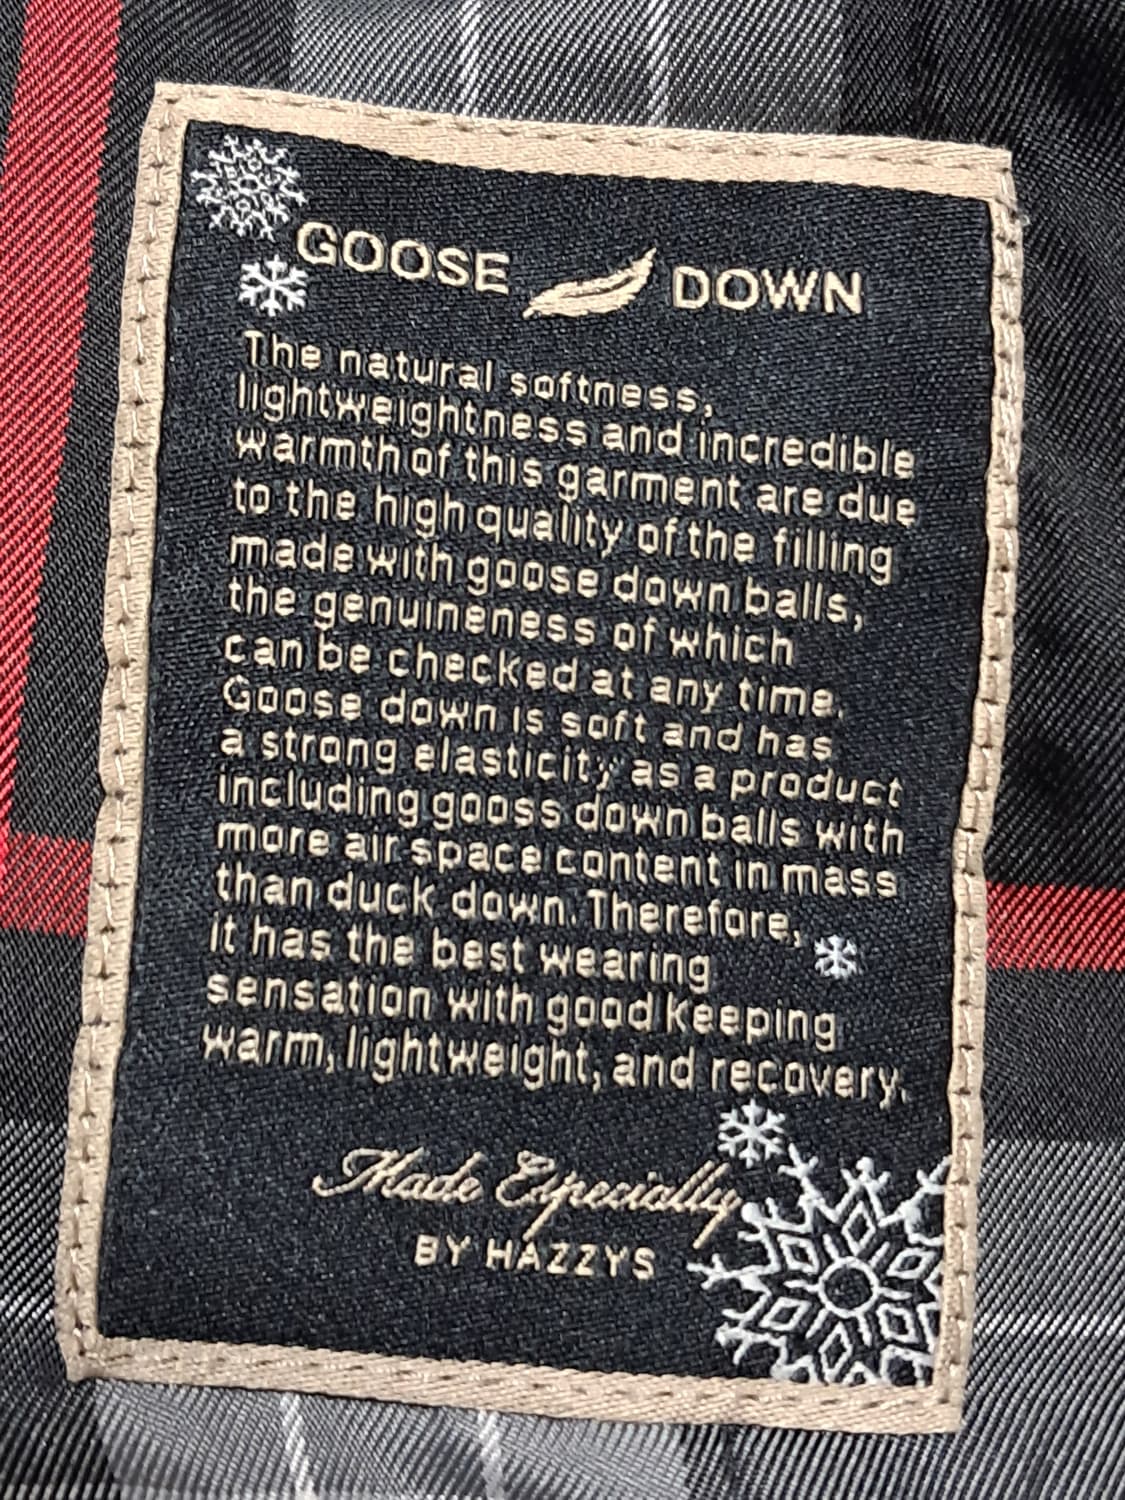 GOOSE DOWN
The natural softness,
lightweightness and incredible
warmth of this garment are due
to the high quality of the filling
made with goose down balls,
the genuineness of which
can be checked at any time.
Goose down is soft and has
a strong elasticity as a product
including gooss down balls with
more air space content in mass
than duck down. Therefore,
it has the best wearing
sensation with good keeping
warm, lightweight, and recovery.
Made Especially
BY HAZZYS